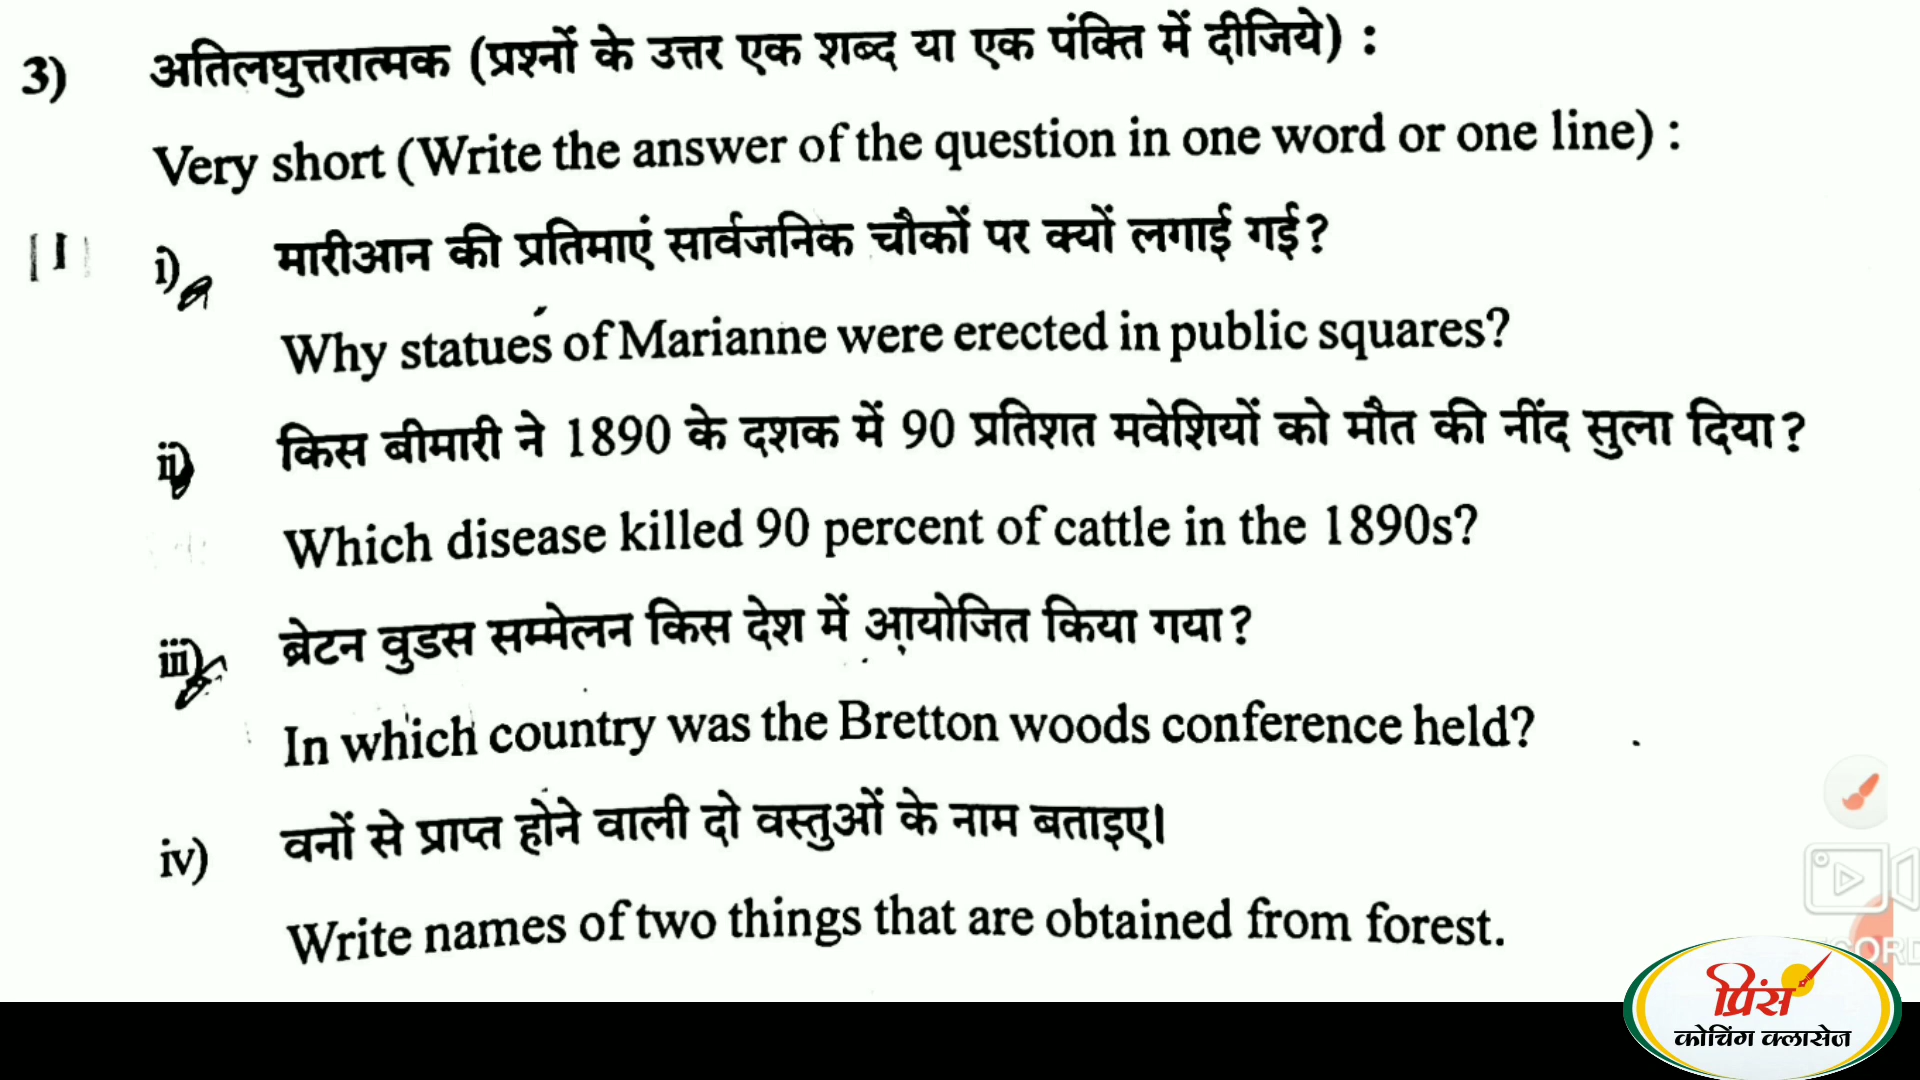 3) अतिलघुत्तरात्मक (प्रश्नों के उत्तर एक शब्द या एक पंक्ति में दीजिये) :
Very short (Write the answer of the question in one word or one line) :
i) मारीआन की प्रतिमाएं सार्वजनिक चौकों पर क्यों लगाई गई?
Why statues of Marianne were erected in public squares?
ii) किस बीमारी ने 1890 के दशक में 90 प्रतिशत मवेशियों को मौत की नींद सुला दिया?
Which disease killed 90 percent of cattle in the 1890s?
iii) ब्रेटन वुडस सम्मेलन किस देश में आयोजित किया गया?
In which country was the Bretton woods conference held?
iv) वनों से प्राप्त होने वाली दो वस्तुओं के नाम बताइए।
Write names of two things that are obtained from forest.
प्रिंस
कोचिंग क्लासेज